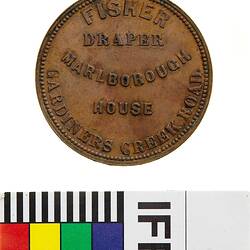 FISHER
DRAPER
MARLBOROUGH
HOUSE
GARDINERS CREEK ROAD.